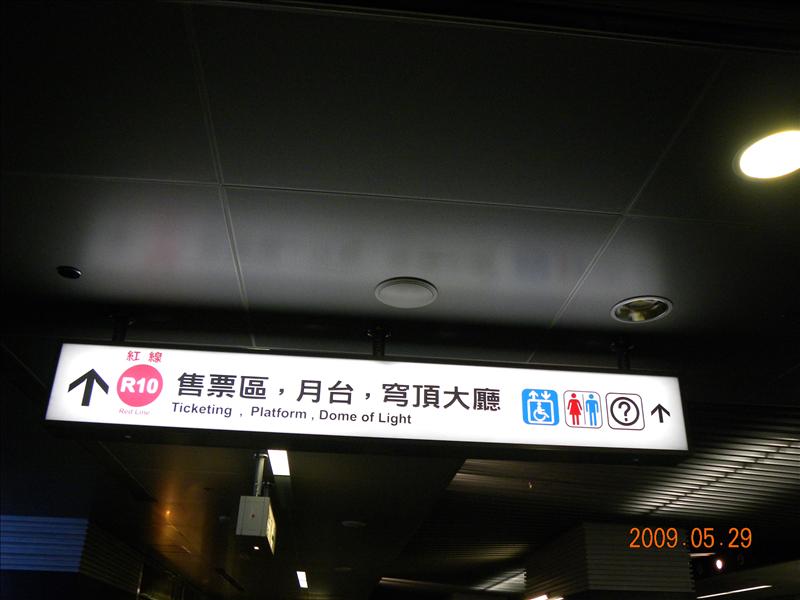 紅線
R10
Red Line
售票區，月台，穹頂大廳
Ticketing , Platform , Dome of Light
?
2009.05.29